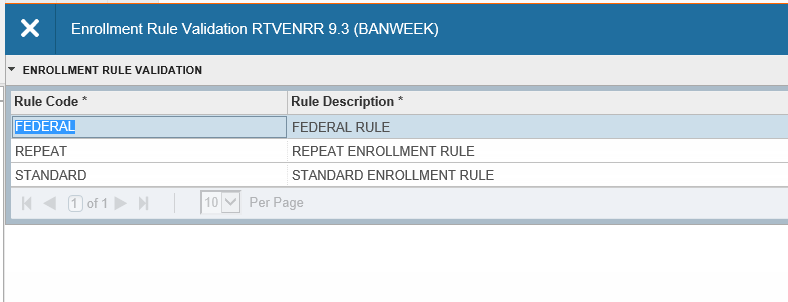 Enrollment Rule Validation RTVENRR 9.3 (BANWEEK)
ENROLLMENT RULE VALIDATION
Rule Code * Rule Description *
FEDERAL FEDERAL RULE
REPEAT REPEAT ENROLLMENT RULE
STANDARD STANDARD ENROLLMENT RULE
1 of 1 10 Per Page